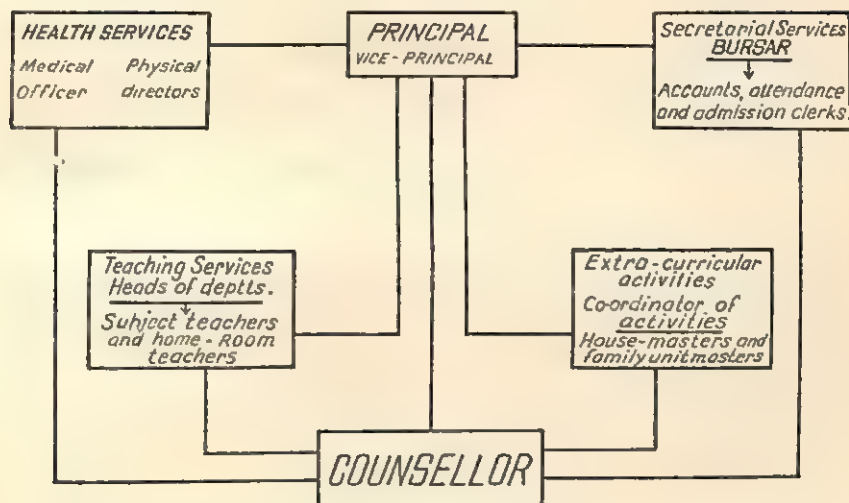 HEALTH SERVICES
Medical Physical
Officer directors
PRINCIPAL
VICE - PRINCIPAL
Secretarial Services
BURSAR
Accounts, attendance
and admission clerks.
Teaching Services
Heads of deptts.
Subject teachers
and home - ROOM
teachers
Extra-curricular
activities
Co-ordinator of
activities
House-masters and
family unit masters
COUNSELLOR